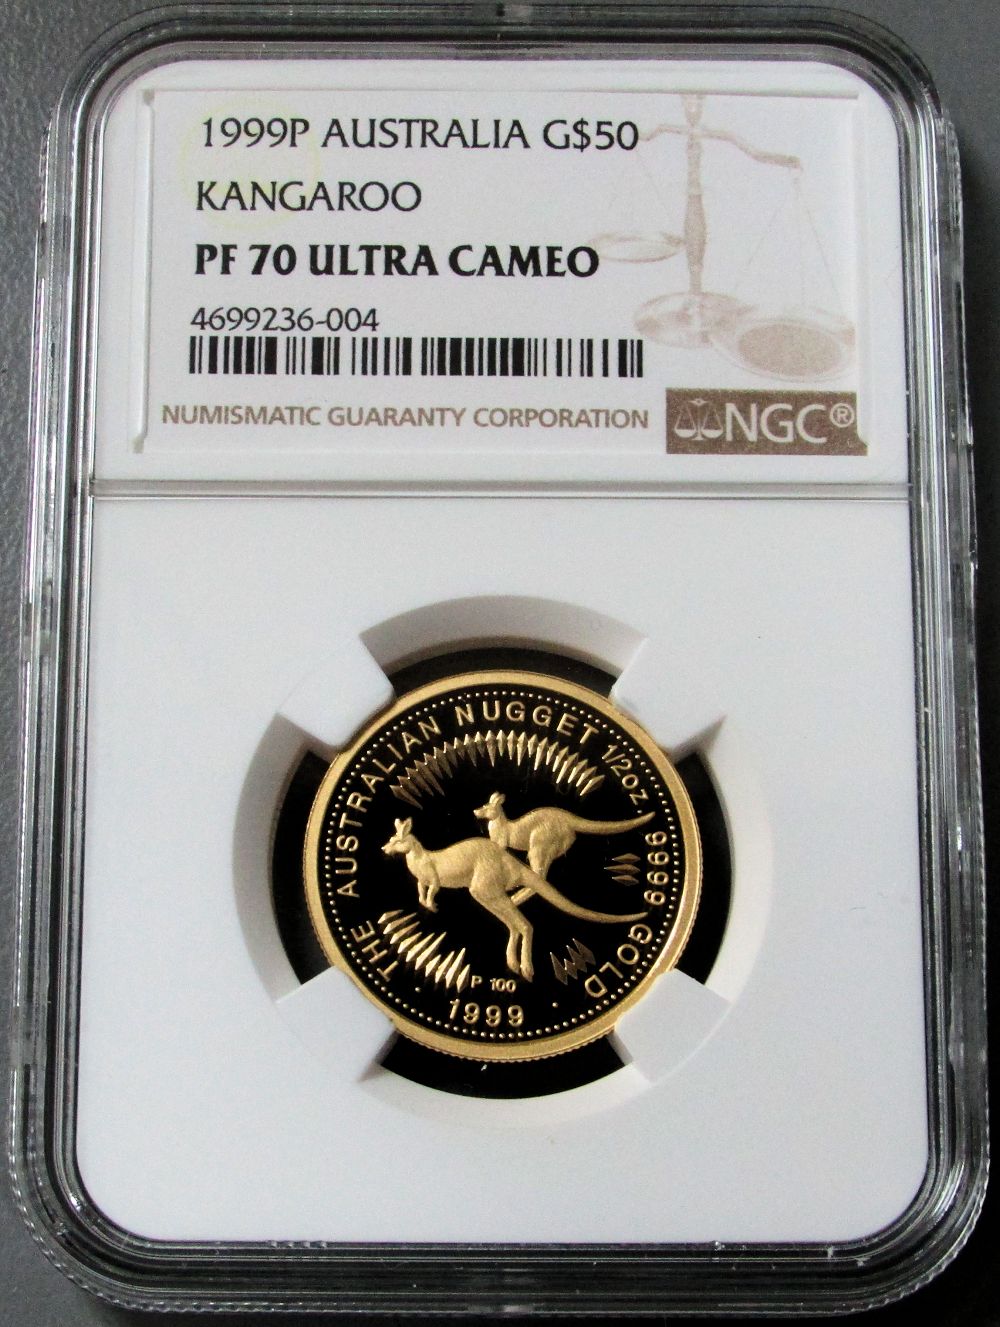 1999P AUSTRALIA G$50
KANGAROO
PF 70 ULTRA CAMEO
4699236-004
NUMISMATIC GUARANTY CORPORATION
NGC®
THE AUSTRALIAN NUGGET 1/2oz. 9999 GOLD
P 100
· 1999 ·